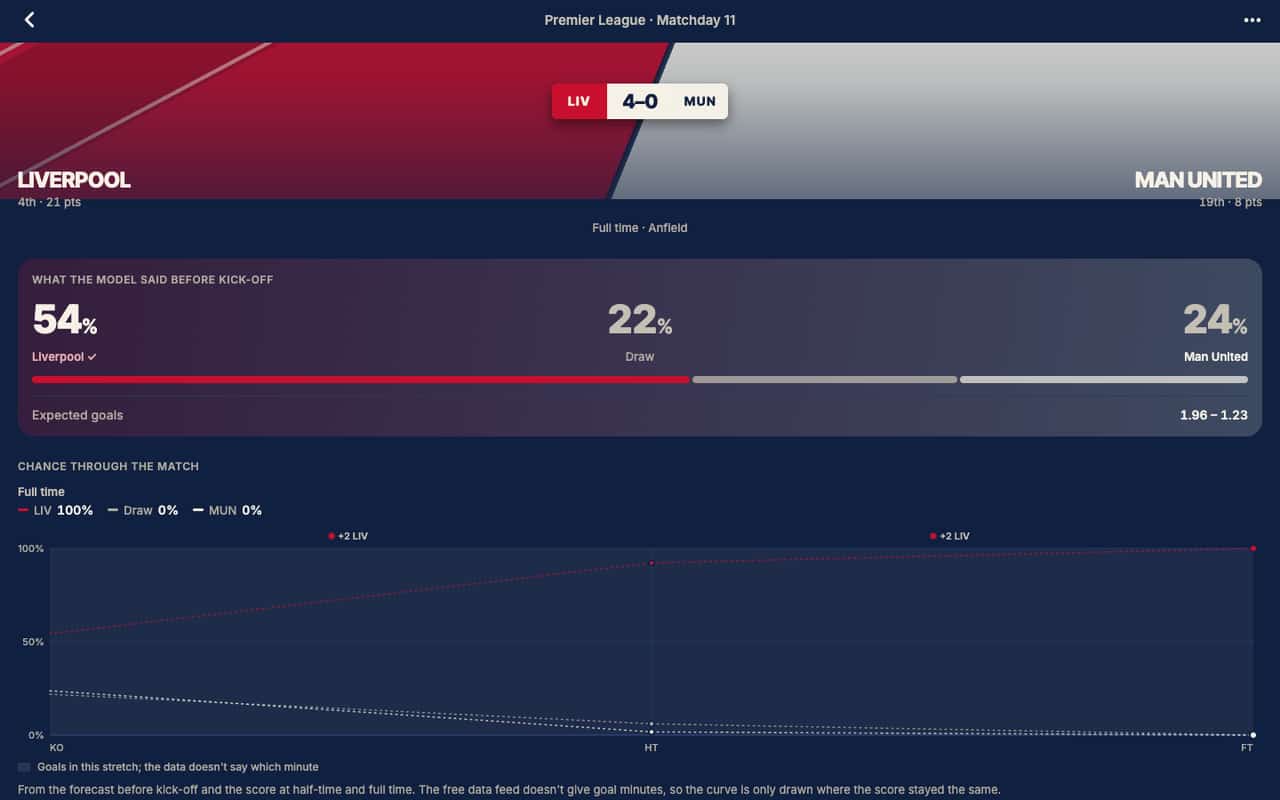 Premier League · Matchday 11
LIV 4–0 MUN
LIVERPOOL
4th · 21 pts
MAN UNITED
19th · 8 pts
Full time · Anfield
WHAT THE MODEL SAID BEFORE KICK-OFF
54% 22% 24%
Liverpool ✓ Draw Man United
Expected goals 1.96 – 1.23
CHANCE THROUGH THE MATCH
Full time
LIV 100% Draw 0% MUN 0%
+2 LIV +2 LIV
100%
50%
0%
KO HT FT
Goals in this stretch; the data doesn't say which minute
From the forecast before kick-off and the score at half-time and full time. The free data feed doesn't give goal minutes, so the curve is only drawn where the score stayed the same.